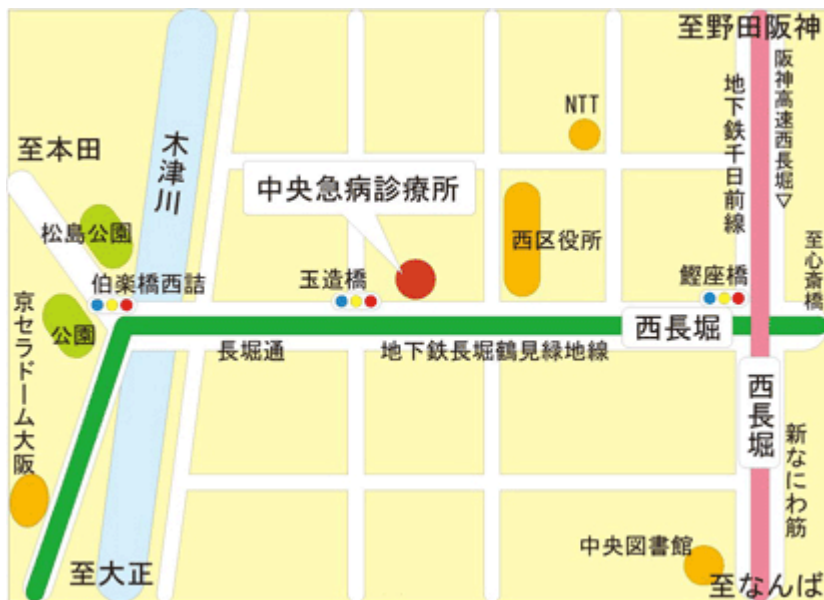 至野田阪神
NTT
地下鉄千日前線
阪神高速西長堀▽
至本田
木津川
中央急病診療所
松島公園
西区役所
至心斎橋
伯楽橋西詰
玉造橋
鰹座橋
京セラドーム大阪
公園
西長堀
長堀通
地下鉄長堀鶴見緑地線
西長堀
新なにわ筋
中央図書館
至大正
至なんば